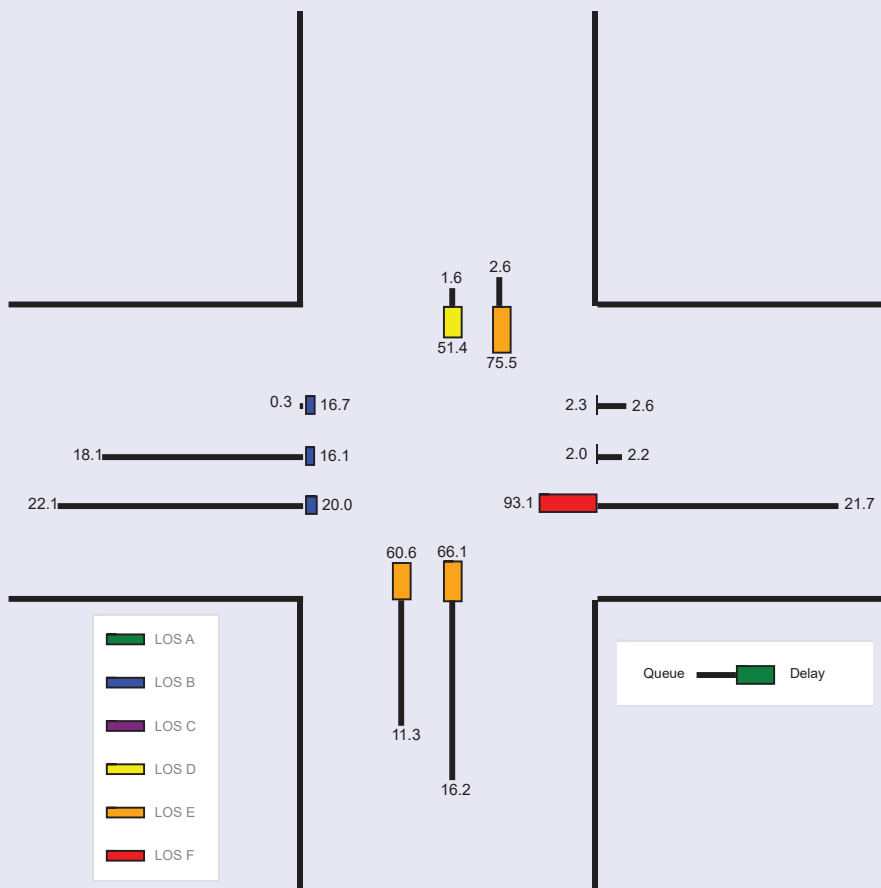 2.6
1.6
51.4
75.5
0.3
16.7
2.3
2.6
18.1
16.1
2.0
2.2
22.1
20.0
93.1
21.7
60.6
66.1
11.3
16.2
LOS A
LOS B
LOS C
LOS D
LOS E
LOS F
Queue
Delay